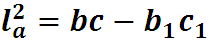 l_a^2 = bc − b_1c_1